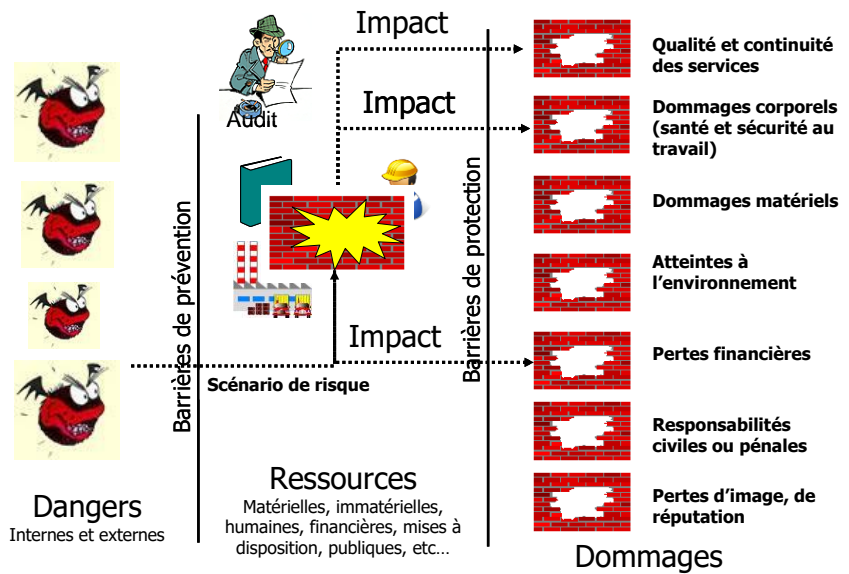 Impact
Qualité et continuité
des services
Audit
Impact
Dommages corporels
(santé et sécurité au
travail)
Barrières de prévention
Barrières de protection
Dommages matériels
Atteintes à
l'environnement
Impact
Pertes financières
Scénario de risque
Responsabilités
civiles ou pénales
Ressources
Matérielles, immatérielles,
humaines, financières, mises à
disposition, publiques, etc…
Dangers
Internes et externes
Pertes d'image, de
réputation
Dommages